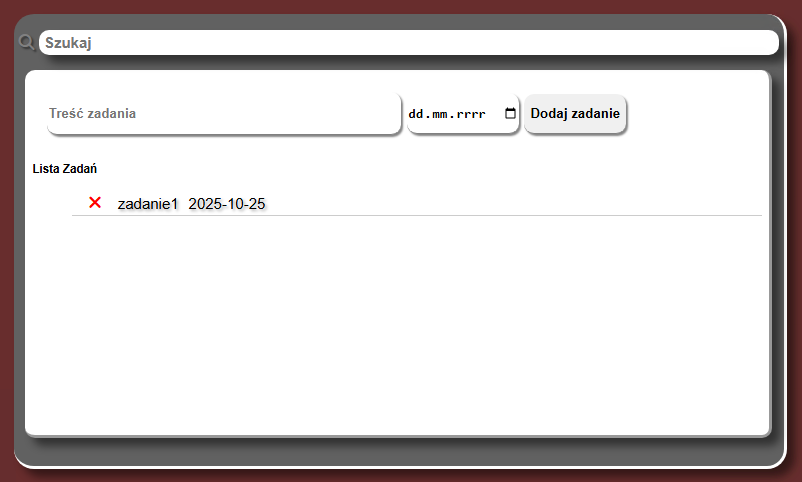 Szukaj
Treść zadania dd.mm.rrrr Dodaj zadanie
Lista Zadań
zadanie1 2025-10-25